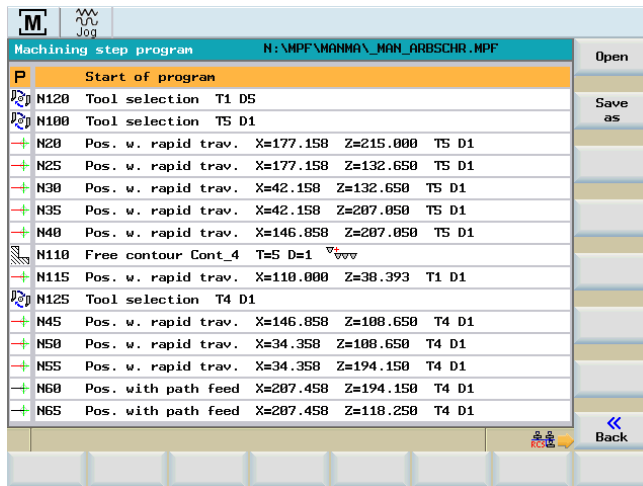 M
Jog
Machining step program N:\MPF\MANMA\_MAN_ARBSCHR.MPF
Open
P Start of program
N120 Tool selection T1 D5
Save as
N100 Tool selection T5 D1
N20 Pos. w. rapid trav. X=177.158 Z=215.000 T5 D1
N25 Pos. w. rapid trav. X=177.158 Z=132.650 T5 D1
N30 Pos. w. rapid trav. X=42.158 Z=132.650 T5 D1
N35 Pos. w. rapid trav. X=42.158 Z=207.050 T5 D1
N40 Pos. w. rapid trav. X=146.858 Z=207.050 T5 D1
N110 Free contour Cont_4 T=5 D=1
N115 Pos. w. rapid trav. X=110.000 Z=38.393 T1 D1
N125 Tool selection T4 D1
N45 Pos. w. rapid trav. X=146.858 Z=108.650 T4 D1
N50 Pos. w. rapid trav. X=34.358 Z=108.650 T4 D1
N55 Pos. w. rapid trav. X=34.358 Z=194.150 T4 D1
N60 Pos. with path feed X=207.458 Z=194.150 T4 D1
N65 Pos. with path feed X=207.458 Z=118.250 T4 D1
RCS
Back